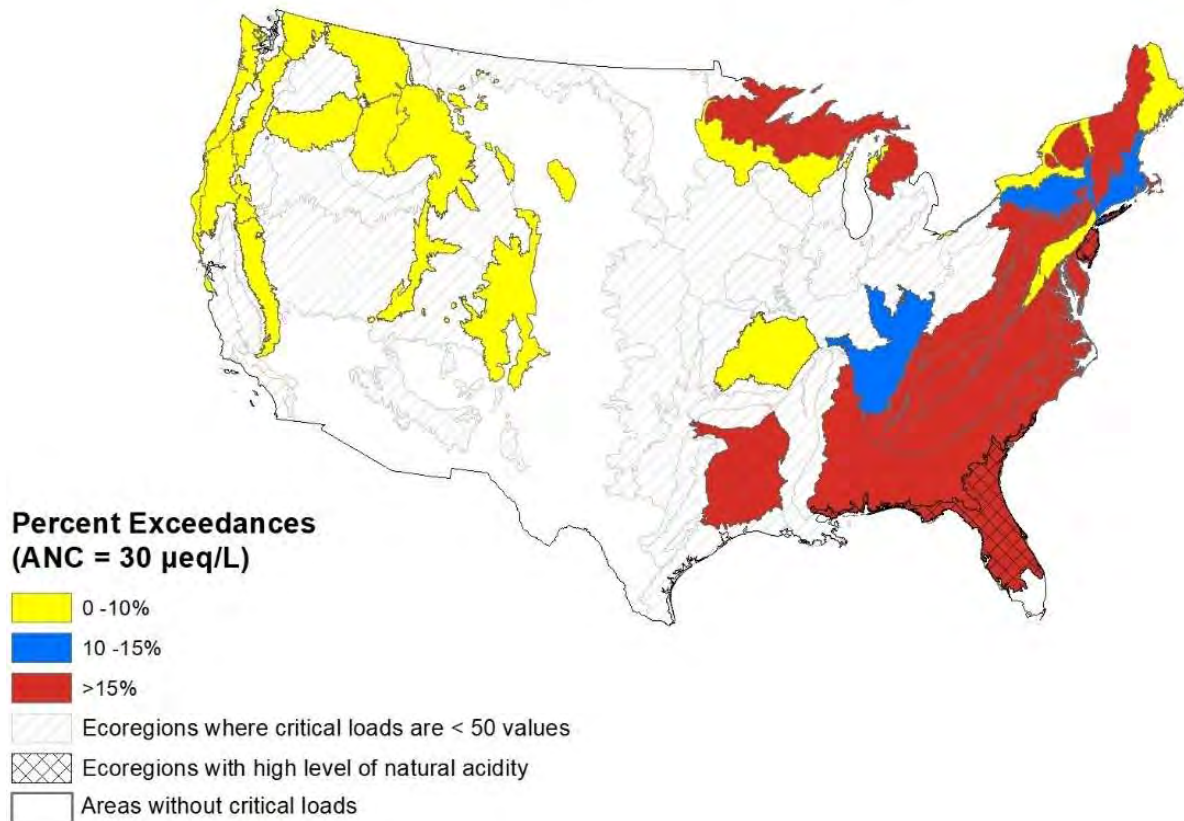 Percent Exceedances
(ANC = 30 µeq/L)
0 -10%
10 -15%
>15%
Ecoregions where critical loads are < 50 values
Ecoregions with high level of natural acidity
Areas without critical loads